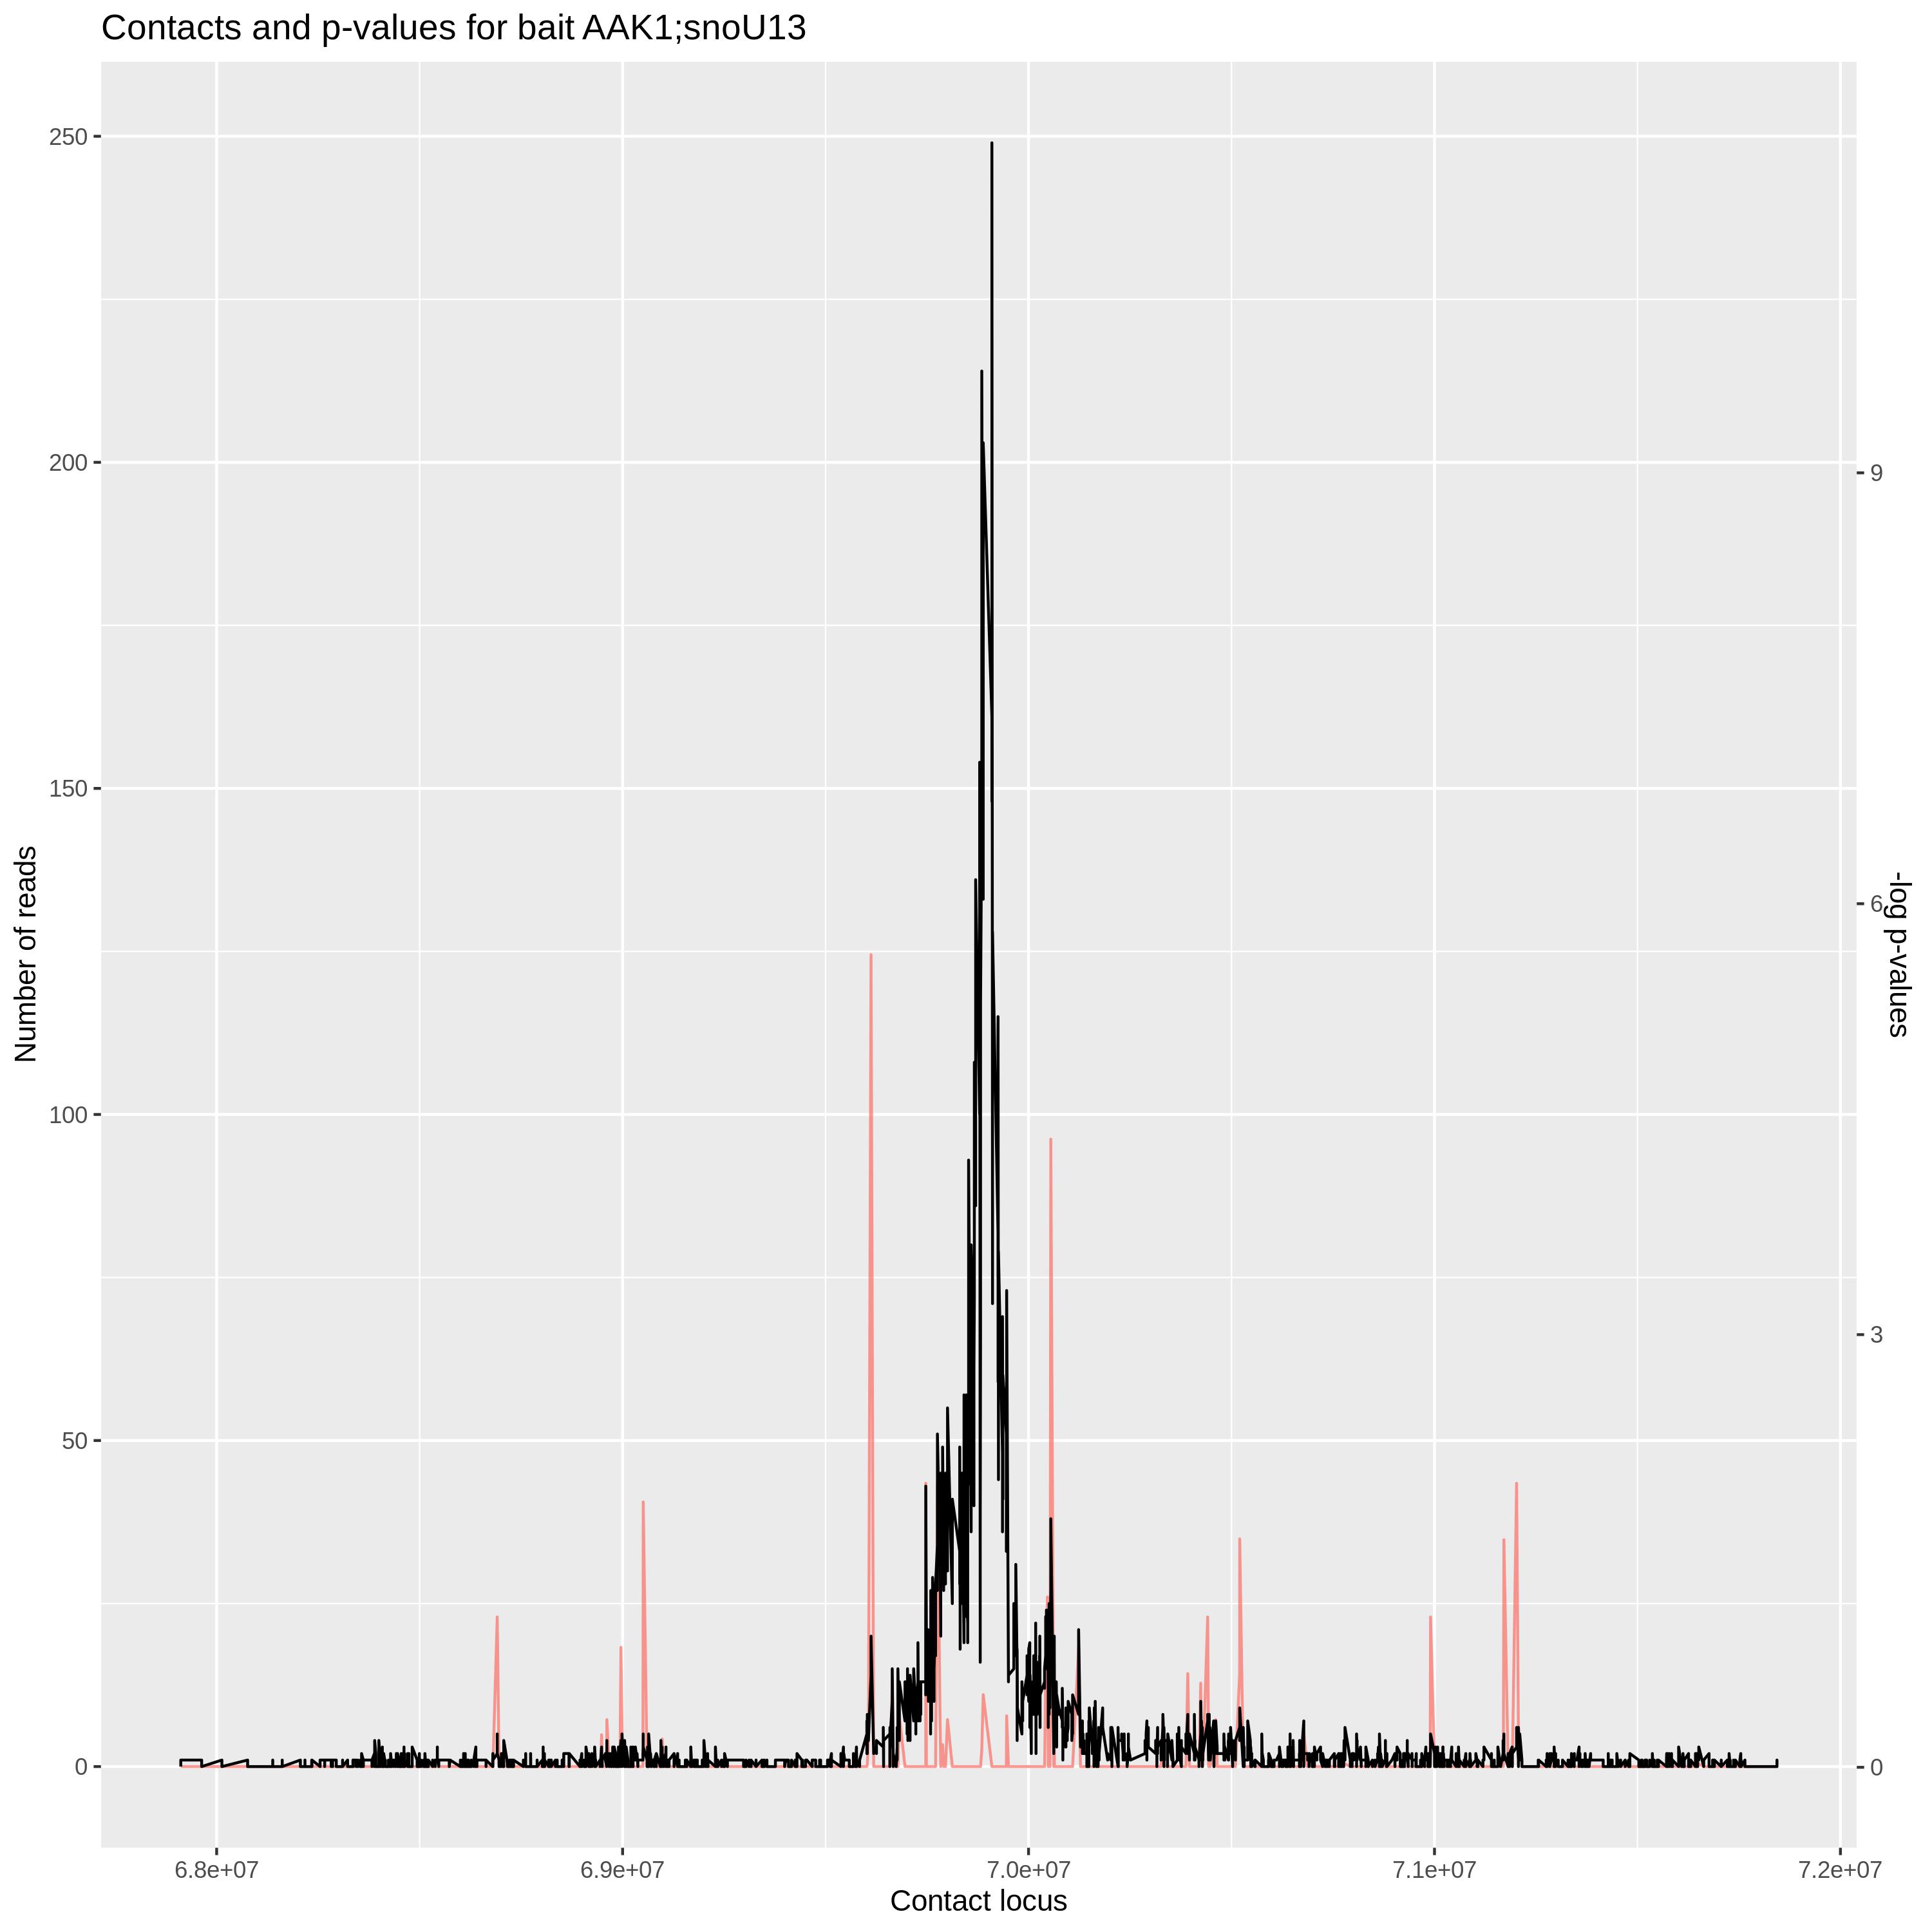 Contacts and p-values for bait AAK1;snoU13
250
200
150
100
50
0
Number of reads
9
6
3
0
-log p-values
6.8e+07
6.9e+07
7.0e+07
7.1e+07
7.2e+07
Contact locus